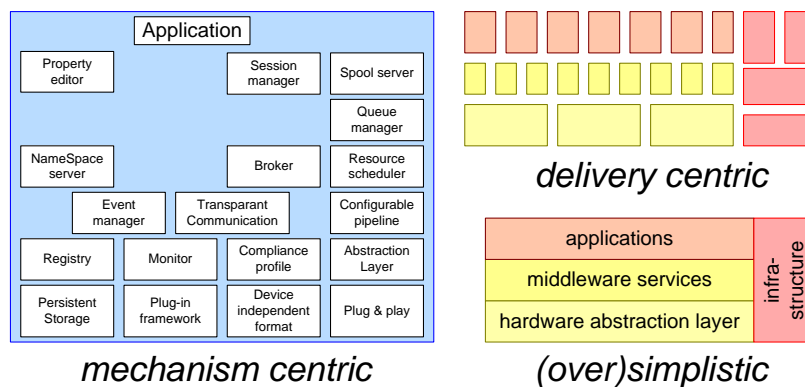 Application
Property
editor
Session
manager
Spool server
Queue
manager
NameSpace
server
Broker
Resource
scheduler
Event
manager
Transparant
Communication
Configurable
pipeline
Registry
Monitor
Compliance
profile
Abstraction
Layer
Persistent
Storage
Plug-in
framework
Device
independent
format
Plug & play
mechanism centric
delivery centric
applications
middleware services
hardware abstraction layer
infra-
structure
(over)simplistic